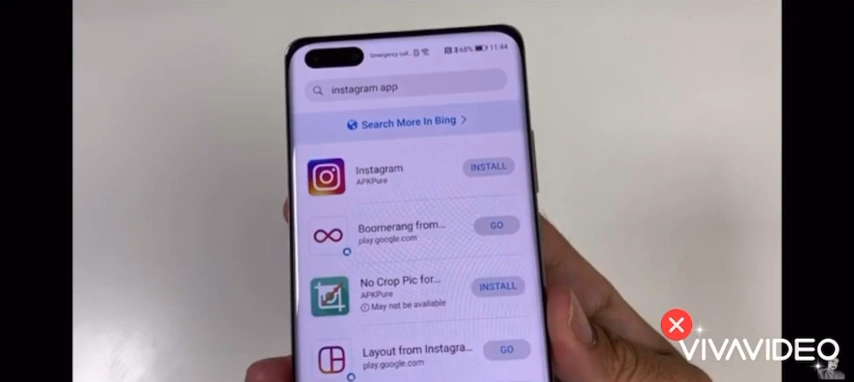 Emergency call..
68% 11:44
instagram app
Search More In Bing >
Instagram
APKPure
INSTALL
Boomerang from...
play.google.com
GO
No Crop Pic for...
APKPure
May not be available
INSTALL
Layout from Instagra...
play.google.com
GO
VIVAVIDEO